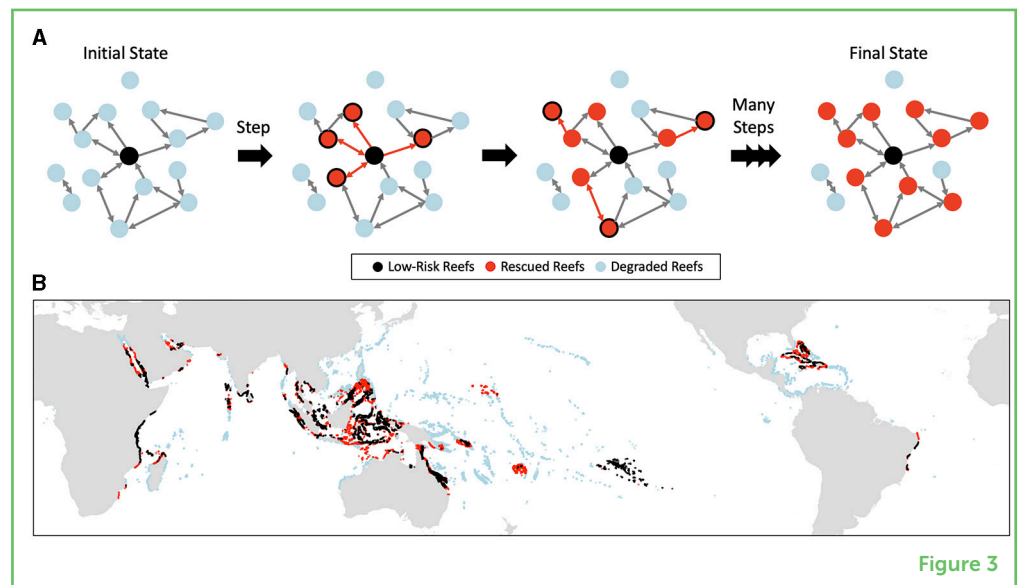 A
Initial State
Final State
Step
Many
Steps
Low-Risk Reefs
Rescued Reefs
Degraded Reefs
B
Figure 3